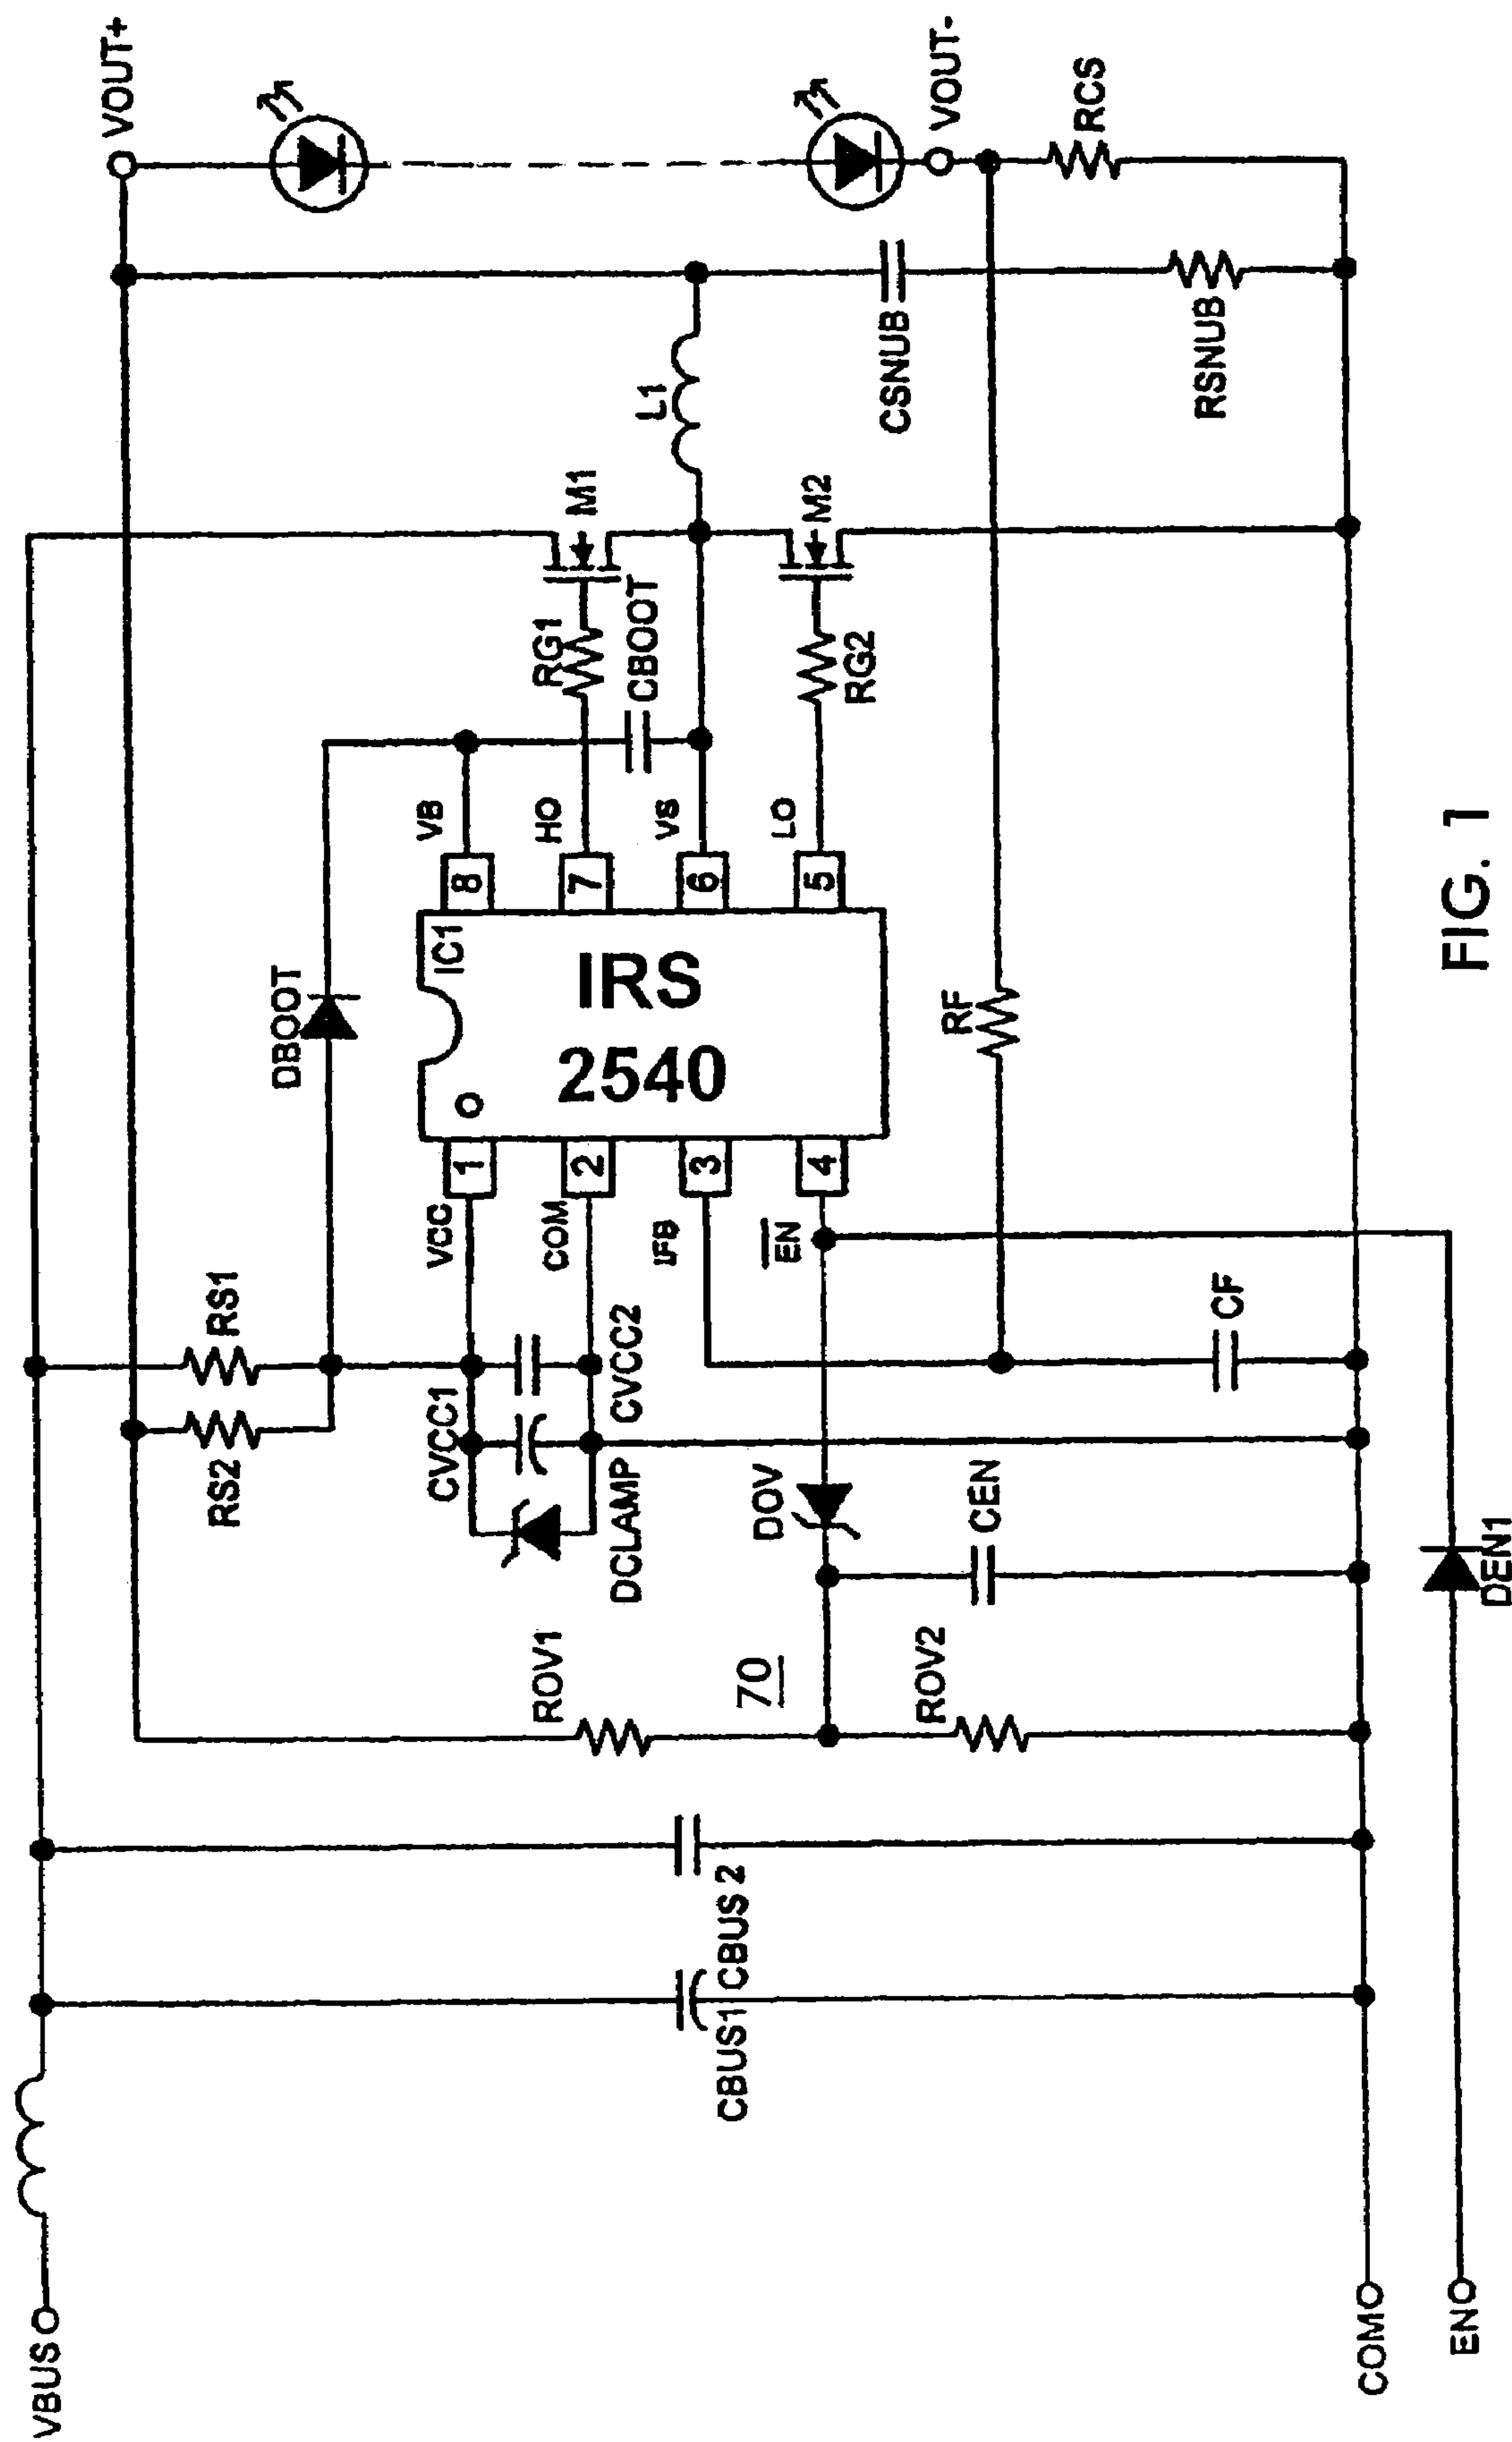 VBUS
VOUT+
RS1
RS2
DBOOT
VCC
COM
IFB
EN
1
2
3
4
IC1
IRS
2540
8
7
6
5
VB
HO
VS
LO
CVCC1
CVCC2
DCLAMP
RG1
CBOOT
RG2
M1
M2
L1
ROV1
70
ROV2
DOV
CEN
CF
RF
CBUS1
CBUS 2
CSNUB
RSNUB
VOUT-
RCS
COM
EN
DEN1
FIG. 1